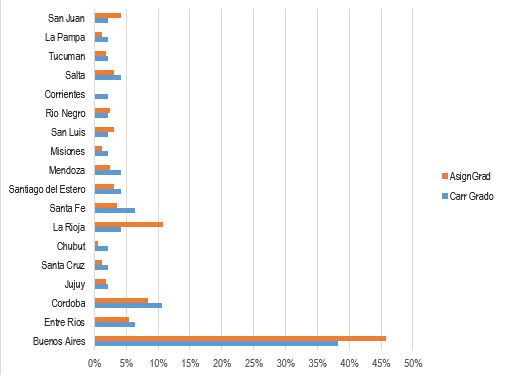 San Juan
La Pampa
Tucuman
Salta
Corrientes
Rio Negro
San Luis
Misiones
Mendoza
Santiago del Estero
Santa Fe
La Rioja
Chubut
Santa Cruz
Jujuy
Cordoba
Entre Rios
Buenos Aires
0% 5% 10% 15% 20% 25% 30% 35% 40% 45% 50%
AsignGrad
Carr Grado